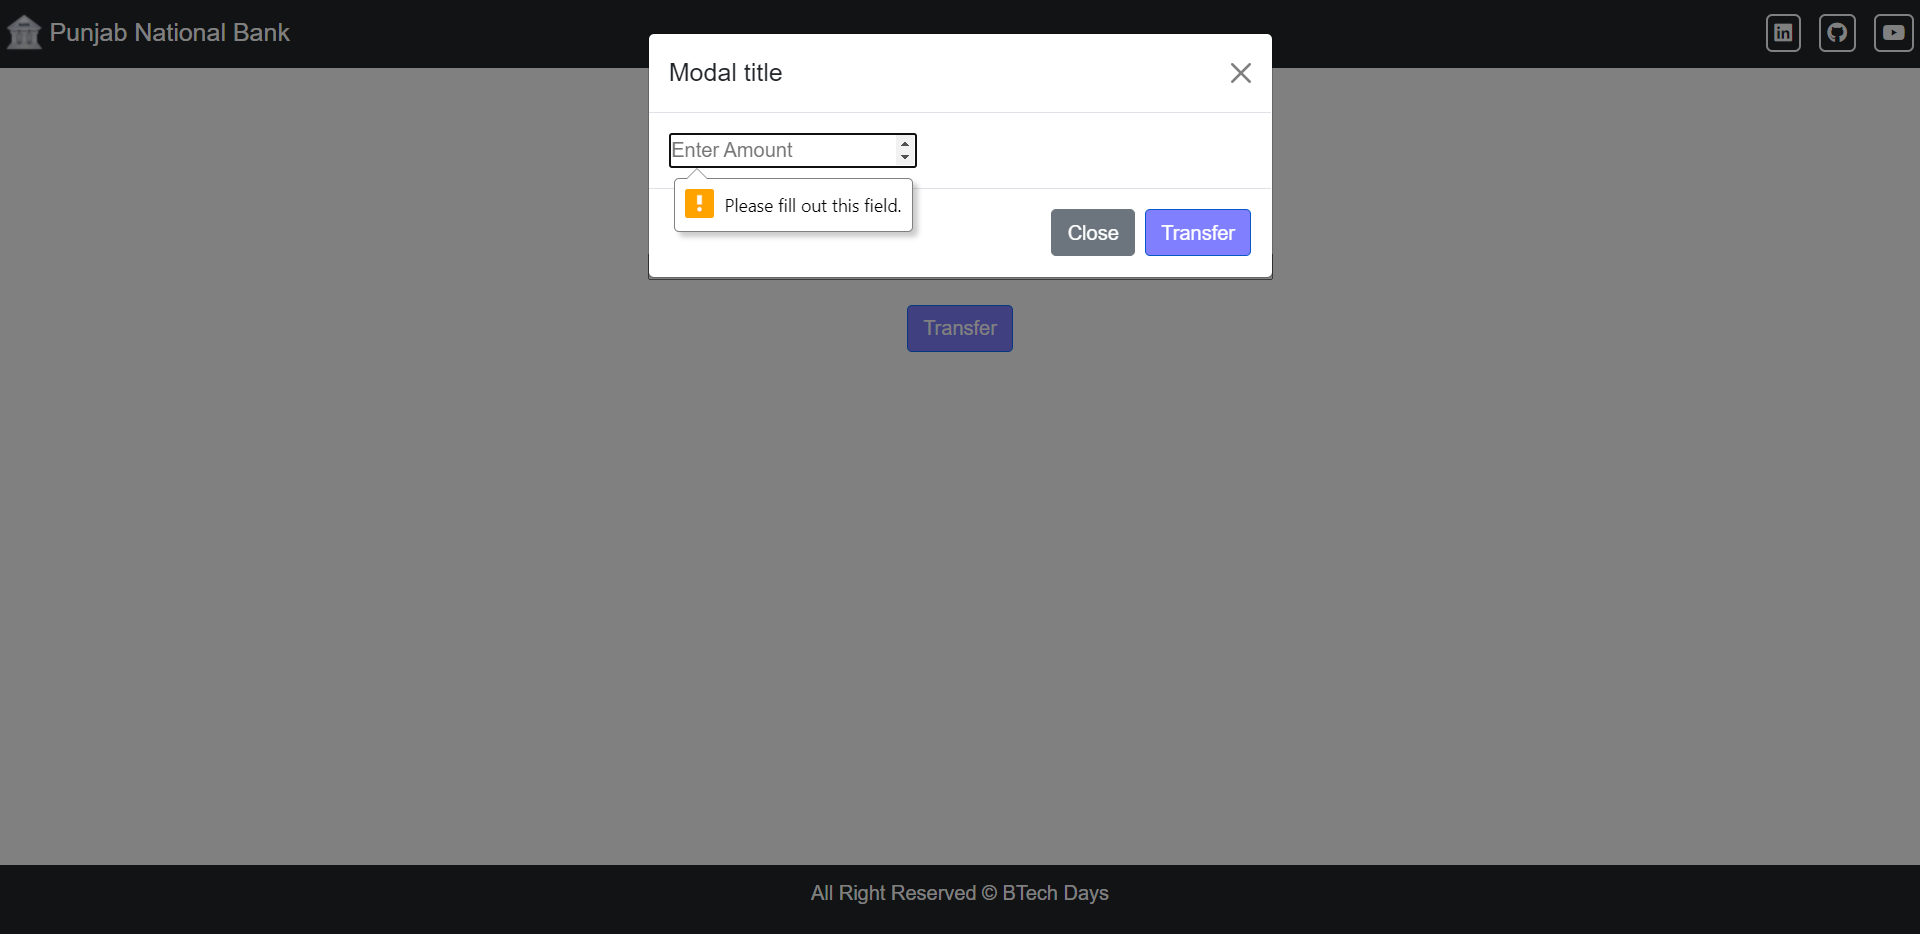 Punjab National Bank
Modal title
Enter Amount
Please fill out this field.
Close
Transfer
Transfer
All Right Reserved © BTech Days